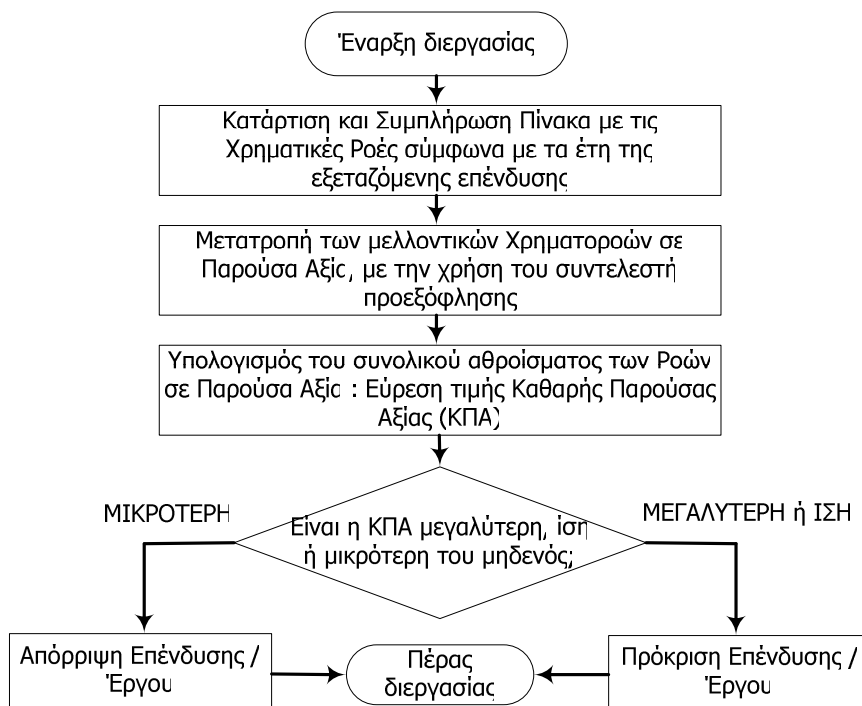 Έναρξη διεργασίας
Κατάρτιση και Συμπλήρωση Πίνακα με τις
Χρηματικές Ροές σύμφωνα με τα έτη της
εξεταζόμενης επένδυσης
Μετατροπή των μελλοντικών Χρηματοροών σε
Παρούσα Αξία, με την χρήση του συντελεστή
προεξόφλησης
Υπολογισμός του συνολικού αθροίσματος των Ροών
σε Παρούσα Αξία : Εύρεση τιμής Καθαρής Παρούσας
Αξίας (ΚΠΑ)
ΜΙΚΡΟΤΕΡΗ
ΜΕΓΑΛΥΤΕΡΗ ή ΙΣΗ
Είναι η ΚΠΑ μεγαλύτερη, ίση
ή μικρότερη του μηδενός;
Απόρριψη Επένδυσης /
Έργου
Πέρας
διεργασίας
Πρόκριση Επένδυσης /
Έργου